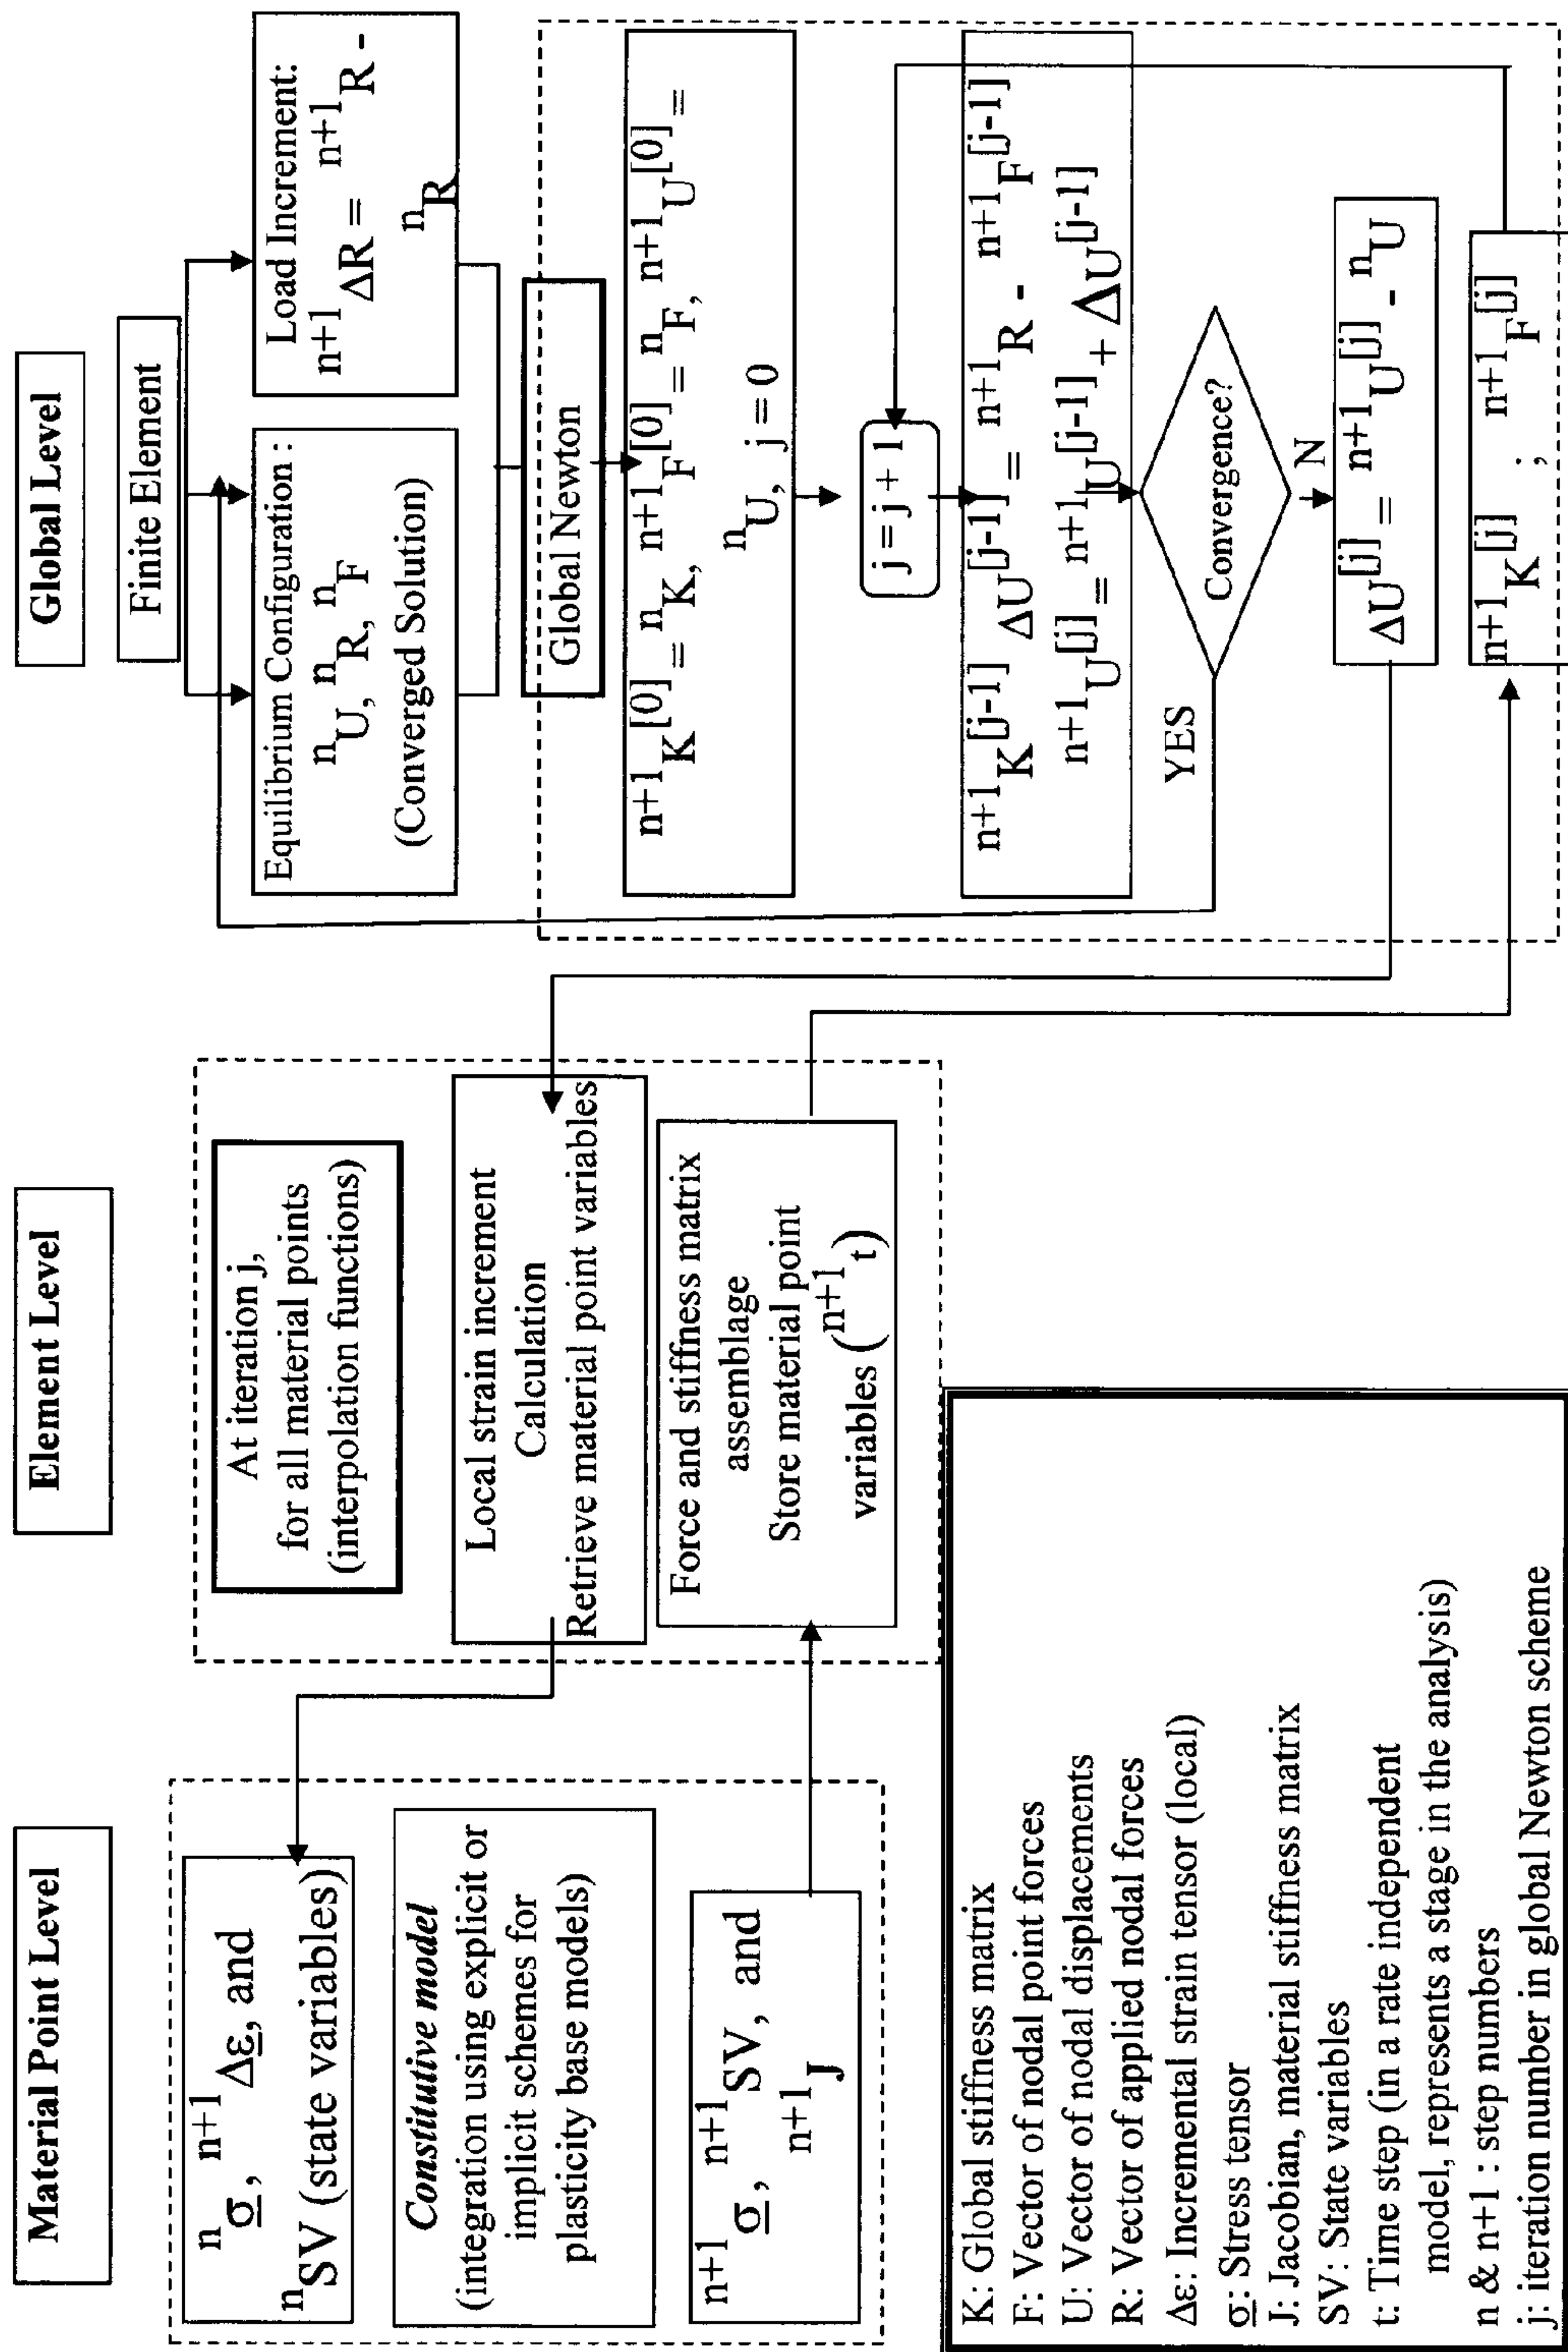 Material Point Level
ⁿσ̲, ⁿ⁺¹Δε̲, and
ⁿSV (state variables)
Constitutive model
(integration using explicit or
implicit schemes for
plasticity base models)
ⁿ⁺¹σ̲, ⁿ⁺¹SV, and
ⁿ⁺¹J
Element Level
At iteration j,
for all material points
(interpolation functions)
Local strain increment
Calculation
Retrieve material point variables
Force and stiffness matrix
assemblage
Store material point
variables (ⁿ⁺¹t)
Global Level
Finite Element
Equilibrium Configuration :
ⁿU, ⁿR, ⁿF
(Converged Solution)
Load Increment:
ⁿ⁺¹ΔR = ⁿ⁺¹R -
ⁿR
Global Newton
ⁿ⁺¹K[0] = ⁿK, ⁿ⁺¹F[0] = ⁿF, ⁿ⁺¹U[0] =
ⁿU, j = 0
j = j + 1
ⁿ⁺¹K[j-1] ΔU[j-1] = ⁿ⁺¹R - ⁿ⁺¹F[j-1]
ⁿ⁺¹U[j] = ⁿ⁺¹U[j-1] + ΔU[j-1]
Convergence?
YES
N
ΔU[j] = ⁿ⁺¹U[j] - ⁿU
ⁿ⁺¹K[j] ; ⁿ⁺¹F[j]
K: Global stiffness matrix
F: Vector of nodal point forces
U: Vector of nodal displacements
R: Vector of applied nodal forces
Δε: Incremental strain tensor (local)
σ̲: Stress tensor
J: Jacobian, material stiffness matrix
SV: State variables
t: Time step (in a rate independent
model, represents a stage in the analysis)
n & n+1 : step numbers
j: iteration number in global Newton scheme